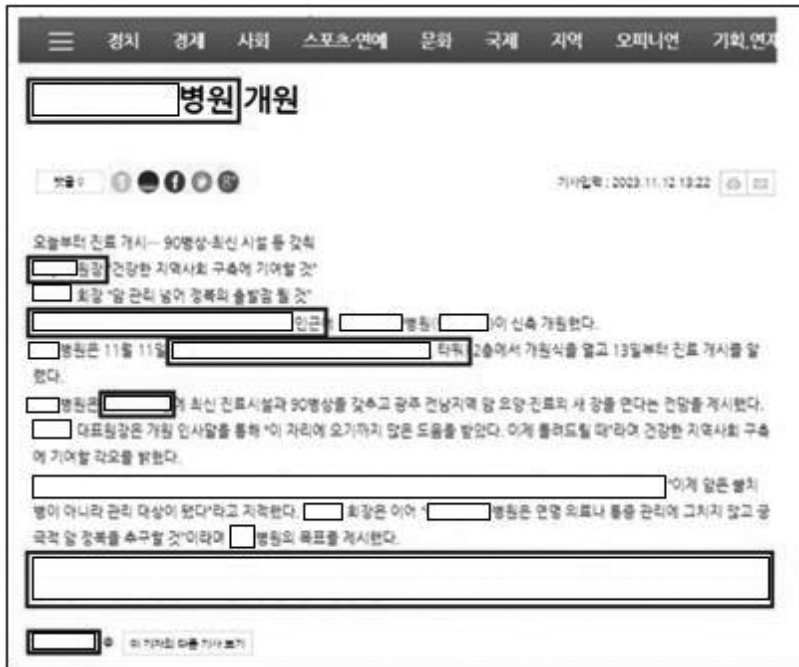 정치 경제 사회 스포츠·연예 문화 국제 지역 오피니언 기획,연재
병원 개원
댓글 0 기사입력 : 2023.11.12 13:22
오늘부터 진료 개시… 90병상·최신 시설 등 갖춰
원장 "건강한 지역사회 구축에 기여할 것"
회장 "암 관리 넘어 정복의 출발점 될 것"
인근에 병원( )이 신축 개원했다.
병원은 11월 11일 타워 2층에서 개원식을 열고 13일부터 진료 개시를 알
렸다.
병원은 에 최신 진료시설과 90병상을 갖추고 광주 전남지역 암 요양·진료의 새 장을 연다는 전망을 제시했다.
대표원장은 개원 인사말을 통해 "이 자리에 오기까지 많은 도움을 받았다. 이제 돌려드릴 때"라며 건강한 지역사회 구축
에 기여할 각오를 밝혔다.
"이제 암은 불치
병이 아니라 관리 대상이 됐다"라고 지적했다. 회장은 이어 " 병원은 연명 의료나 통증 관리에 그치지 않고 궁
극적 암 정복을 추구할 것"이라며 병원의 목표를 제시했다.
이 기자의 다른 기사 보기